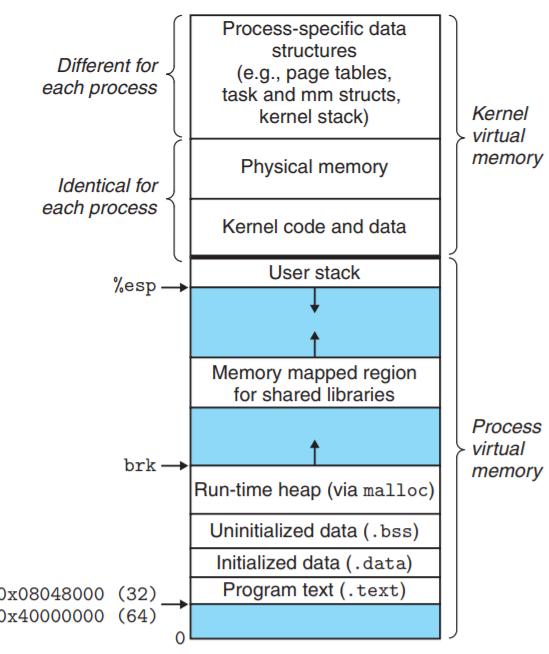 Process-specific data
structures
(e.g., page tables,
task and mm structs,
kernel stack)
Different for
each process
Kernel
virtual
memory
Physical memory
Identical for
each process
Kernel code and data
User stack
%esp
Memory mapped region
for shared libraries
Process
virtual
memory
brk
Run-time heap (via malloc)
Uninitialized data (.bss)
Initialized data (.data)
Program text (.text)
0x08048000 (32)
0x40000000 (64)
0